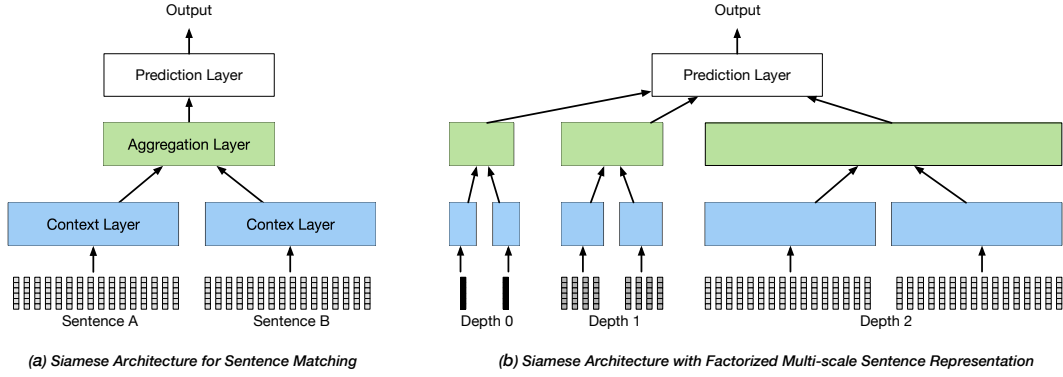 Output
Prediction Layer
Aggregation Layer
Context Layer
Contex Layer
Sentence A
Sentence B
(a) Siamese Architecture for Sentence Matching
Output
Prediction Layer
Depth 0
Depth 1
Depth 2
(b) Siamese Architecture with Factorized Multi-scale Sentence Representation